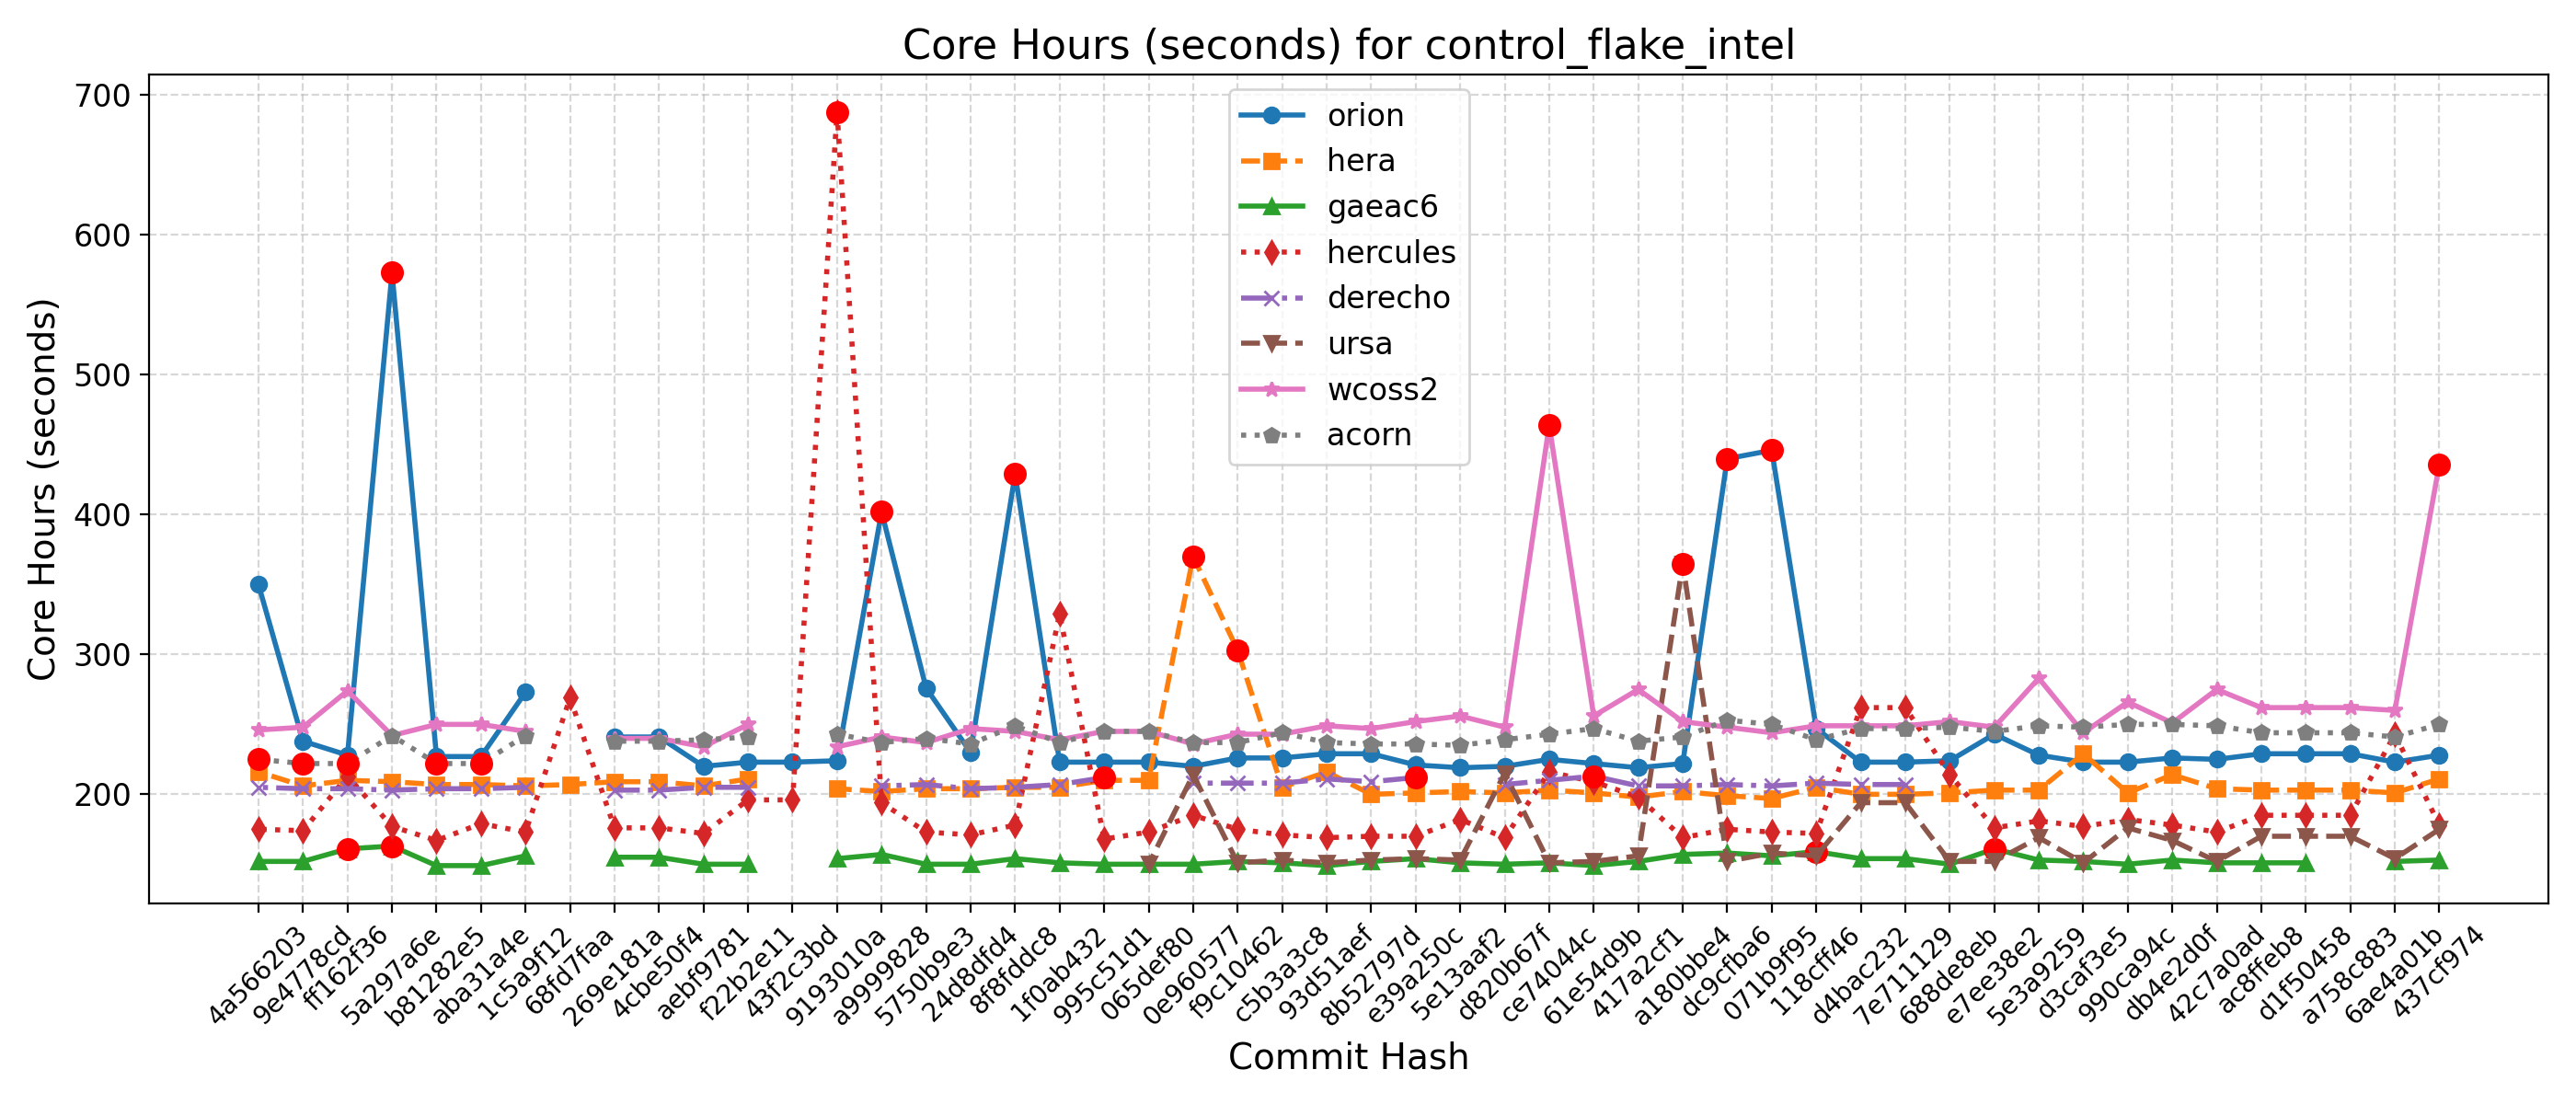 Core Hours (seconds) for control_flake_intel
Core Hours (seconds)
700
600
500
400
300
200
orion
hera
gaeac6
hercules
derecho
ursa
wcoss2
acorn
4a566203
9e4778cd
ff162f36
5a297a6e
b81282e5
aba31a4e
1c5a9f12
68fd7faa
269e181a
4cbe50f4
aebf9781
f22b2e11
43f2c3bd
9193010a
a9999828
5750b9e3
24d8dfd4
8f8fddc8
1f0ab432
995c51d1
065def80
0e960577
f9c10462
c5b3a3c8
93d51aef
8b52797d
e39a250c
5e13aaf2
d820b67f
ce74044c
61e54d9b
417a2cf1
a180bbe4
dc9cfba6
071b9f95
118cff46
d4bac232
7e711129
688de8eb
e7ee38e2
5e3a9259
d3caf3e5
990ca94c
db4e2d0f
42c7a0ad
ac8ffeb8
d1f50458
a758c883
6ae4a01b
437cf974
Commit Hash